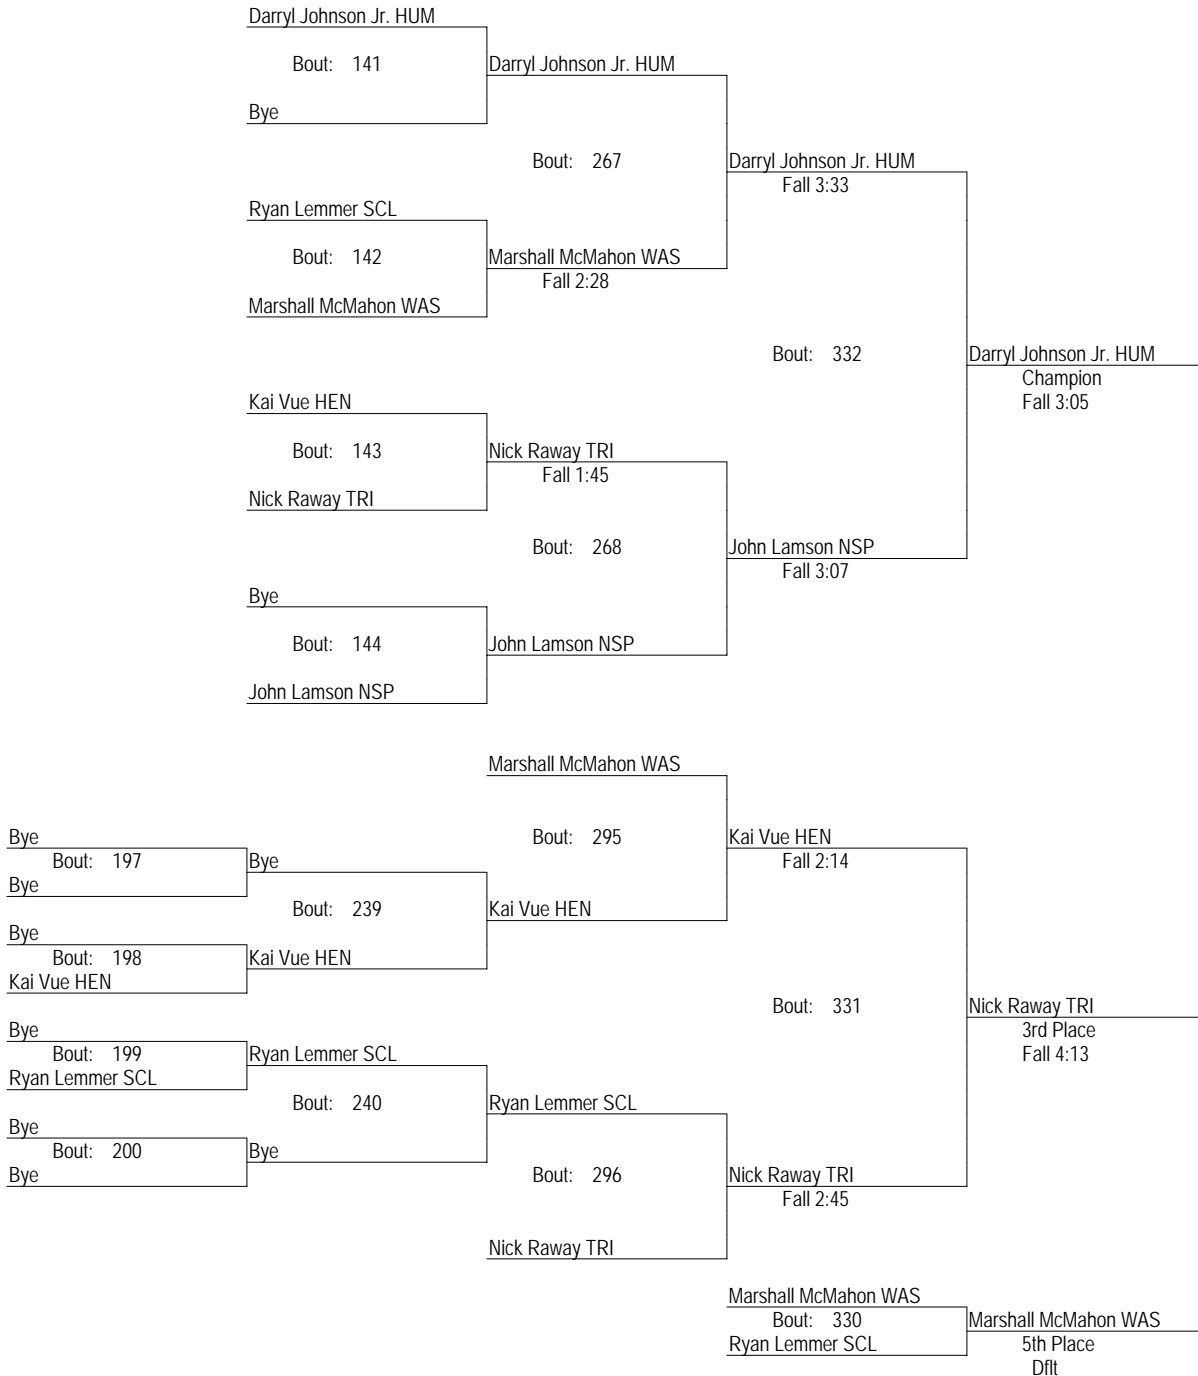 Darryl Johnson Jr. HUM
Bout: 141
Darryl Johnson Jr. HUM
Bye
Bout: 267
Darryl Johnson Jr. HUM
Fall 3:33
Ryan Lemmer SCL
Bout: 142
Marshall McMahon WAS
Fall 2:28
Marshall McMahon WAS
Bout: 332
Darryl Johnson Jr. HUM
Champion
Fall 3:05
Kai Vue HEN
Bout: 143
Nick Raway TRI
Fall 1:45
Nick Raway TRI
Bout: 268
John Lamson NSP
Fall 3:07
Bye
Bout: 144
John Lamson NSP
John Lamson NSP
Marshall McMahon WAS
Bye
Bout: 295
Kai Vue HEN
Bout: 197
Bye
Fall 2:14
Bye
Bout: 239
Kai Vue HEN
Bye
Bout: 198
Kai Vue HEN
Kai Vue HEN
Bout: 331
Nick Raway TRI
3rd Place
Fall 4:13
Bye
Bout: 199
Ryan Lemmer SCL
Ryan Lemmer SCL
Bout: 240
Ryan Lemmer SCL
Bye
Bout: 200
Bye
Bye
Bout: 296
Nick Raway TRI
Fall 2:45
Nick Raway TRI
Marshall McMahon WAS
Bout: 330
Marshall McMahon WAS
Ryan Lemmer SCL
5th Place
Dflt